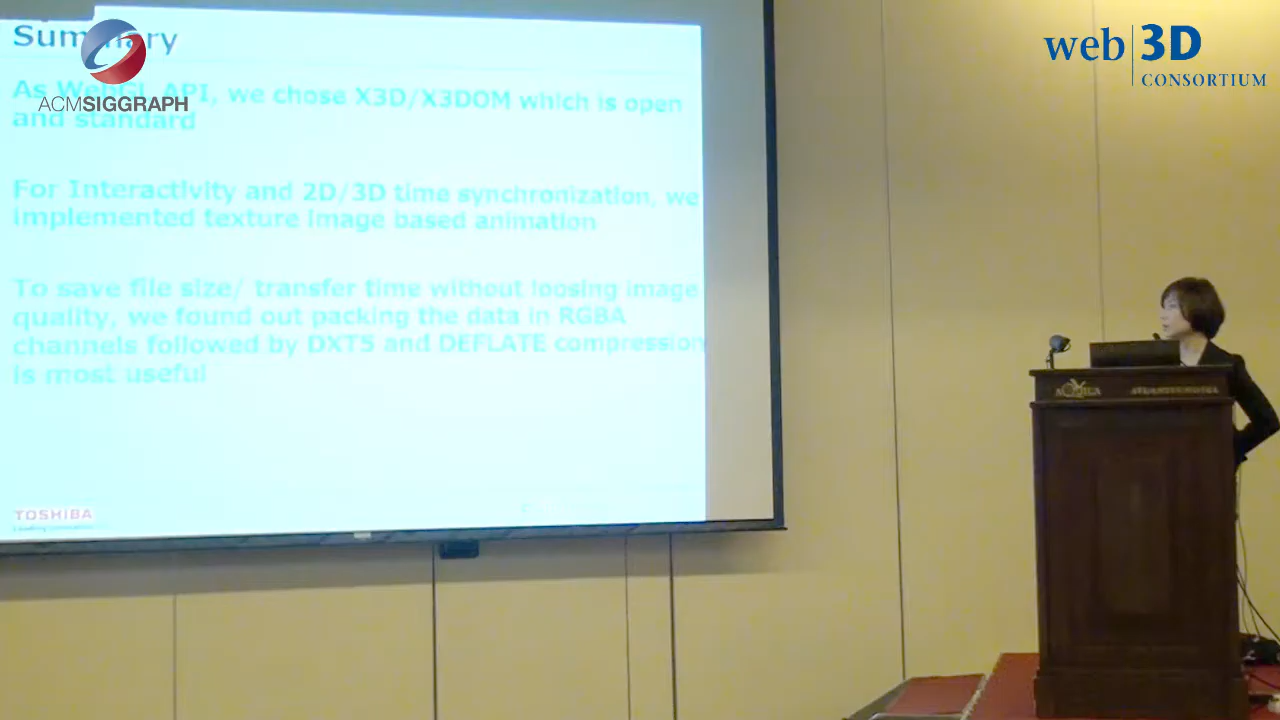 Summary
ACMSIGGRAPH
web 3D
CONSORTIUM
As WebGL API, we chose X3D/X3DOM which is open
and standard
For Interactivity and 2D/3D time synchronization, we
implemented texture image based animation
To save file size/ transfer time without loosing image
quality, we found out packing the data in RGBA
channels followed by DXT5 and DEFLATE compression
is most useful
TOSHIBA